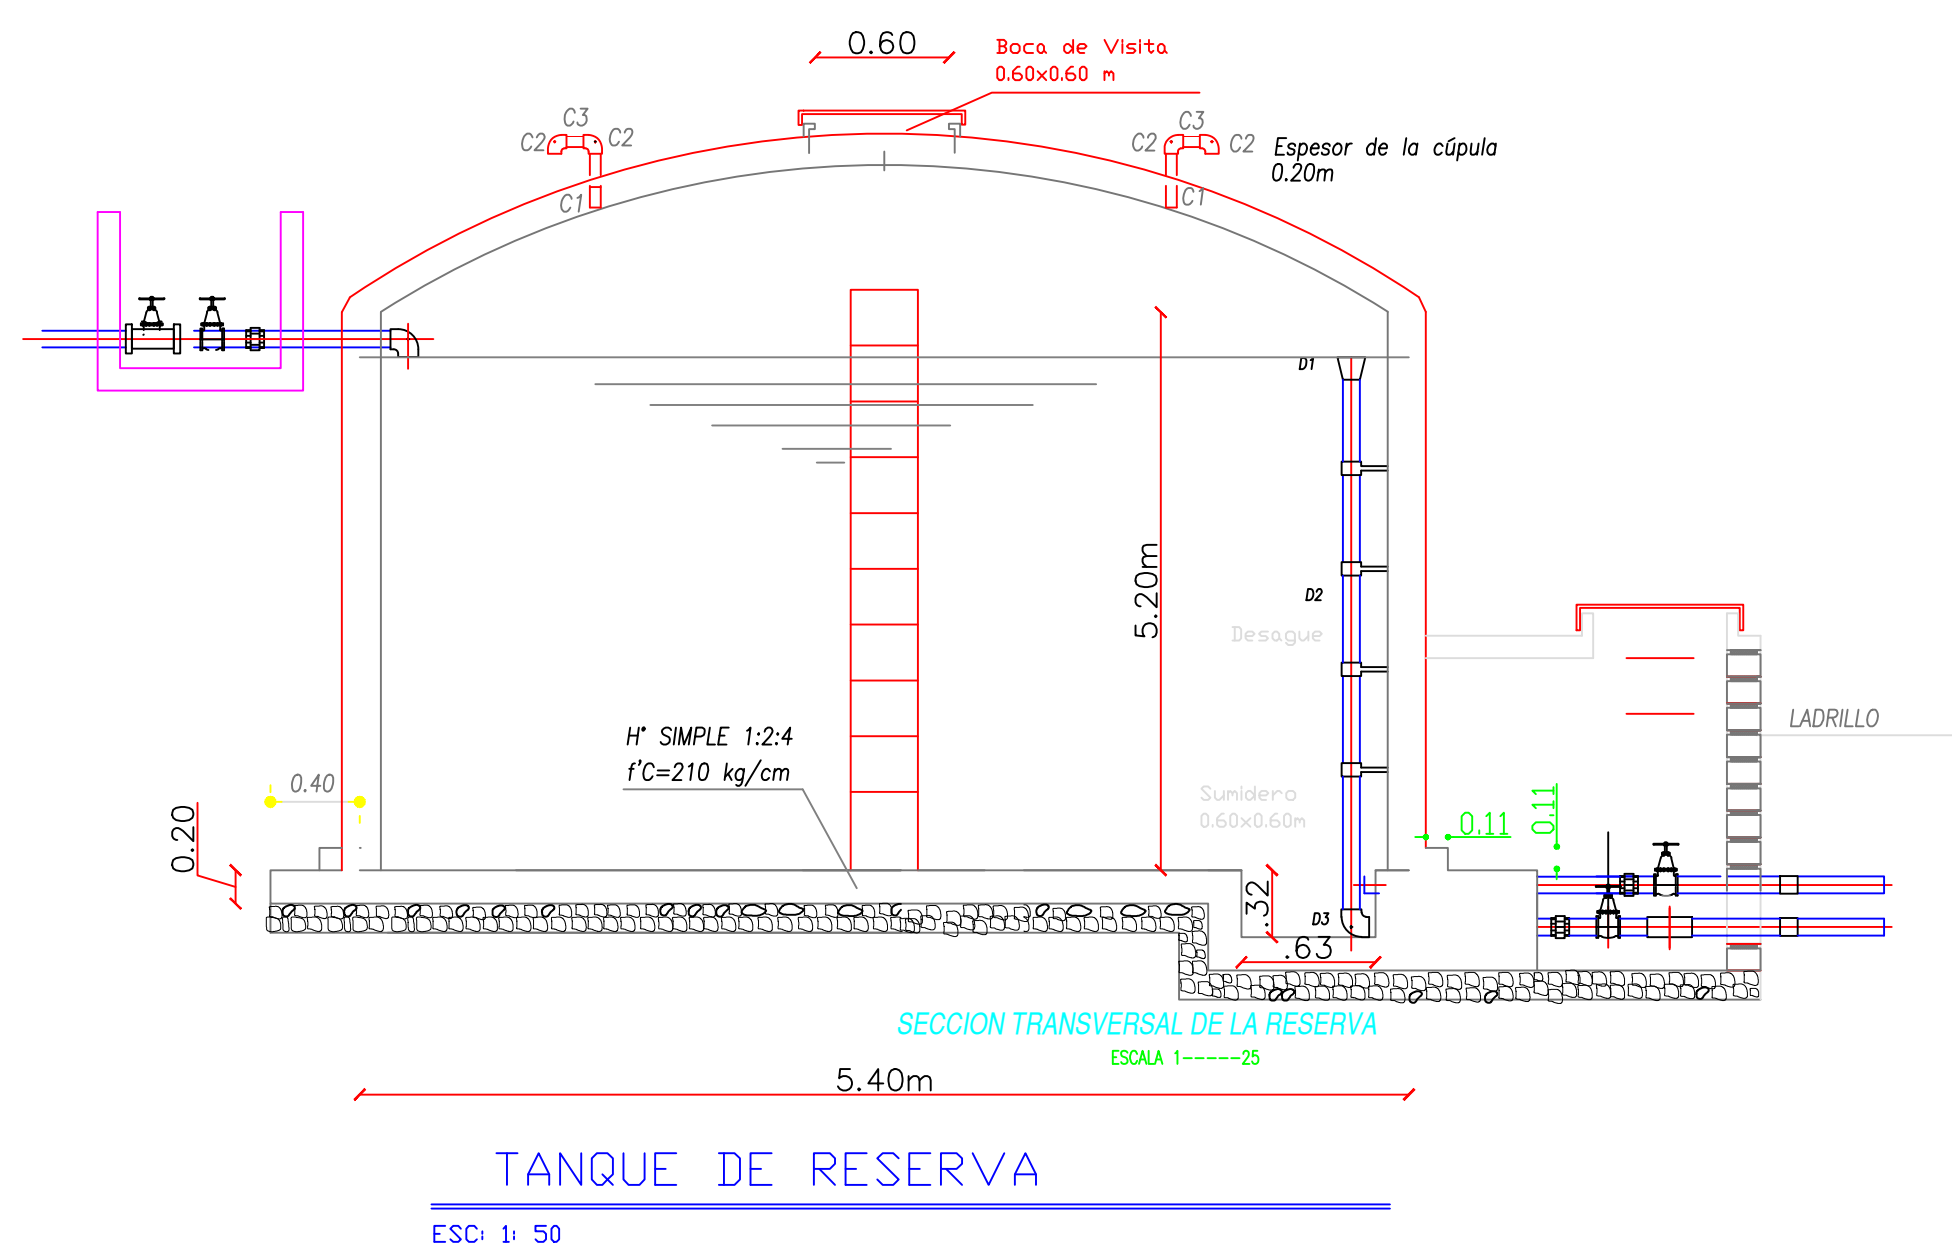 0.60
Boca de Visita
0.60x0.60 m
C3
C2
C2
C1
C3
C2
C2
C1
Espesor de la cúpula
0.20m
D1
5.20m
D2
Desague
LADRILLO
H° SIMPLE 1:2:4
f'C=210 kg/cm
0.40
0.20
Sumidero
0.60x0.60m
0.11
0.11
.32
D3
.63
SECCION TRANSVERSAL DE LA RESERVA
ESCALA 1-----25
5.40m
TANQUE DE RESERVA
ESC: 1: 50